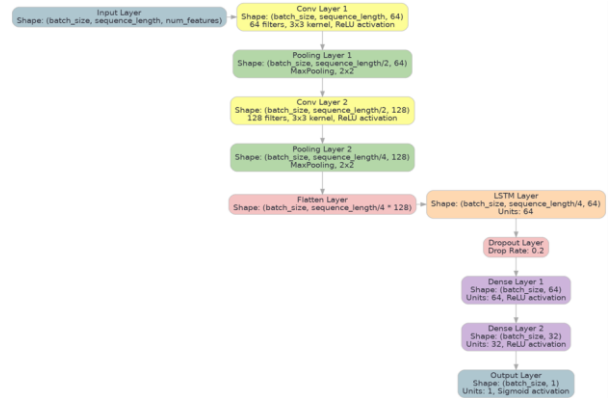 Input Layer
Shape: (batch_size, sequence_length, num_features)
Conv Layer 1
Shape: (batch_size, sequence_length, 64)
64 filters, 3x3 kernel, ReLU activation
Pooling Layer 1
Shape: (batch_size, sequence_length/2, 64)
MaxPooling, 2x2
Conv Layer 2
Shape: (batch_size, sequence_length/2, 128)
128 filters, 3x3 kernel, ReLU activation
Pooling Layer 2
Shape: (batch_size, sequence_length/4, 128)
MaxPooling, 2x2
Flatten Layer
Shape: (batch_size, sequence_length/4 * 128)
LSTM Layer
Shape: (batch_size, sequence_length/4, 64)
Units: 64
Dropout Layer
Drop Rate: 0.2
Dense Layer 1
Shape: (batch_size, 64)
Units: 64, ReLU activation
Dense Layer 2
Shape: (batch_size, 32)
Units: 32, ReLU activation
Output Layer
Shape: (batch_size, 1)
Units: 1, Sigmoid activation